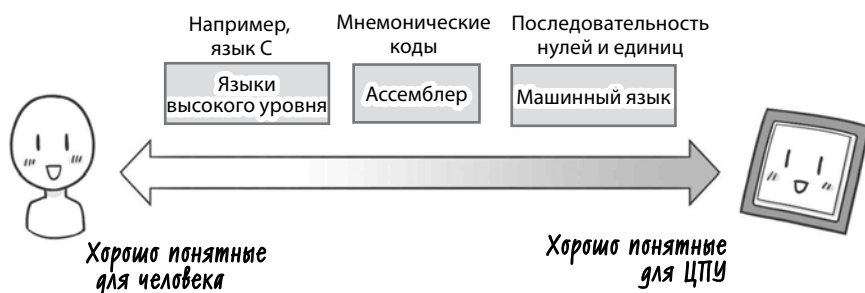 Например,
язык C
Мнемонические
коды
Последовательность
нулей и единиц
Языки
высокого уровня
Ассемблер
Машинный язык
Хорошо понятные
для человека
Хорошо понятные
для ЦПУ